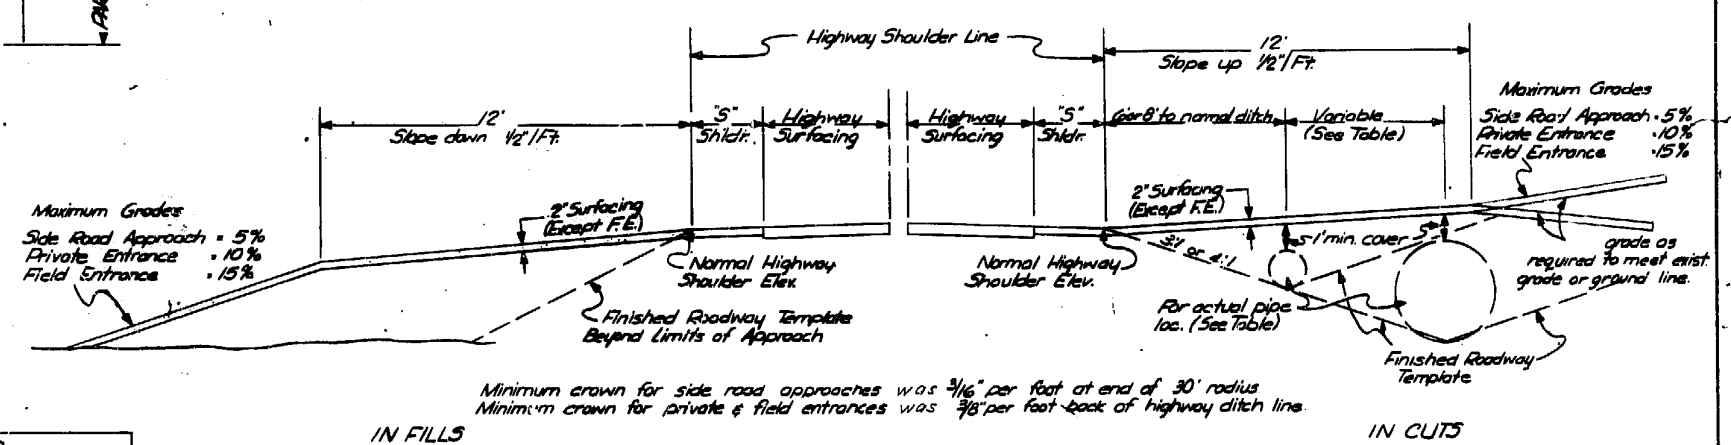 Highway Shoulder Line
12'
Slope up 1/2"/Ft.
Maximum Grades
Side Road Approach · 5%
Private Entrance · 10%
Field Entrance · 15%
12'
Slope down 1/2"/Ft.
"S"
Shldr.
Highway
Surfacing
Highway
Surfacing
"S"
Shldr.
6' or 8' to normal ditch
Variable
(See Table)
Maximum Grades
Side Road Approach = 5%
Private Entrance · 10%
Field Entrance · 15%
2" Surfacing
(Except F.E.)
2" Surfacing
(Except F.E.)
3:1 or 4:1
1' min. cover
grade as
required to meet exist.
grade or ground line.
Normal Highway
Shoulder Elev.
Normal Highway
Shoulder Elev.
Finished Roadway Template
Beyond Limits of Approach
For actual pipe
loc. (See Table)
Finished Roadway
Template
Minimum crown for side road approaches was 3/16" per foot at end of 30' radius
Minimum crown for private & field entrances was 3/8" per foot back of highway ditch line.
IN FILLS
IN CUTS